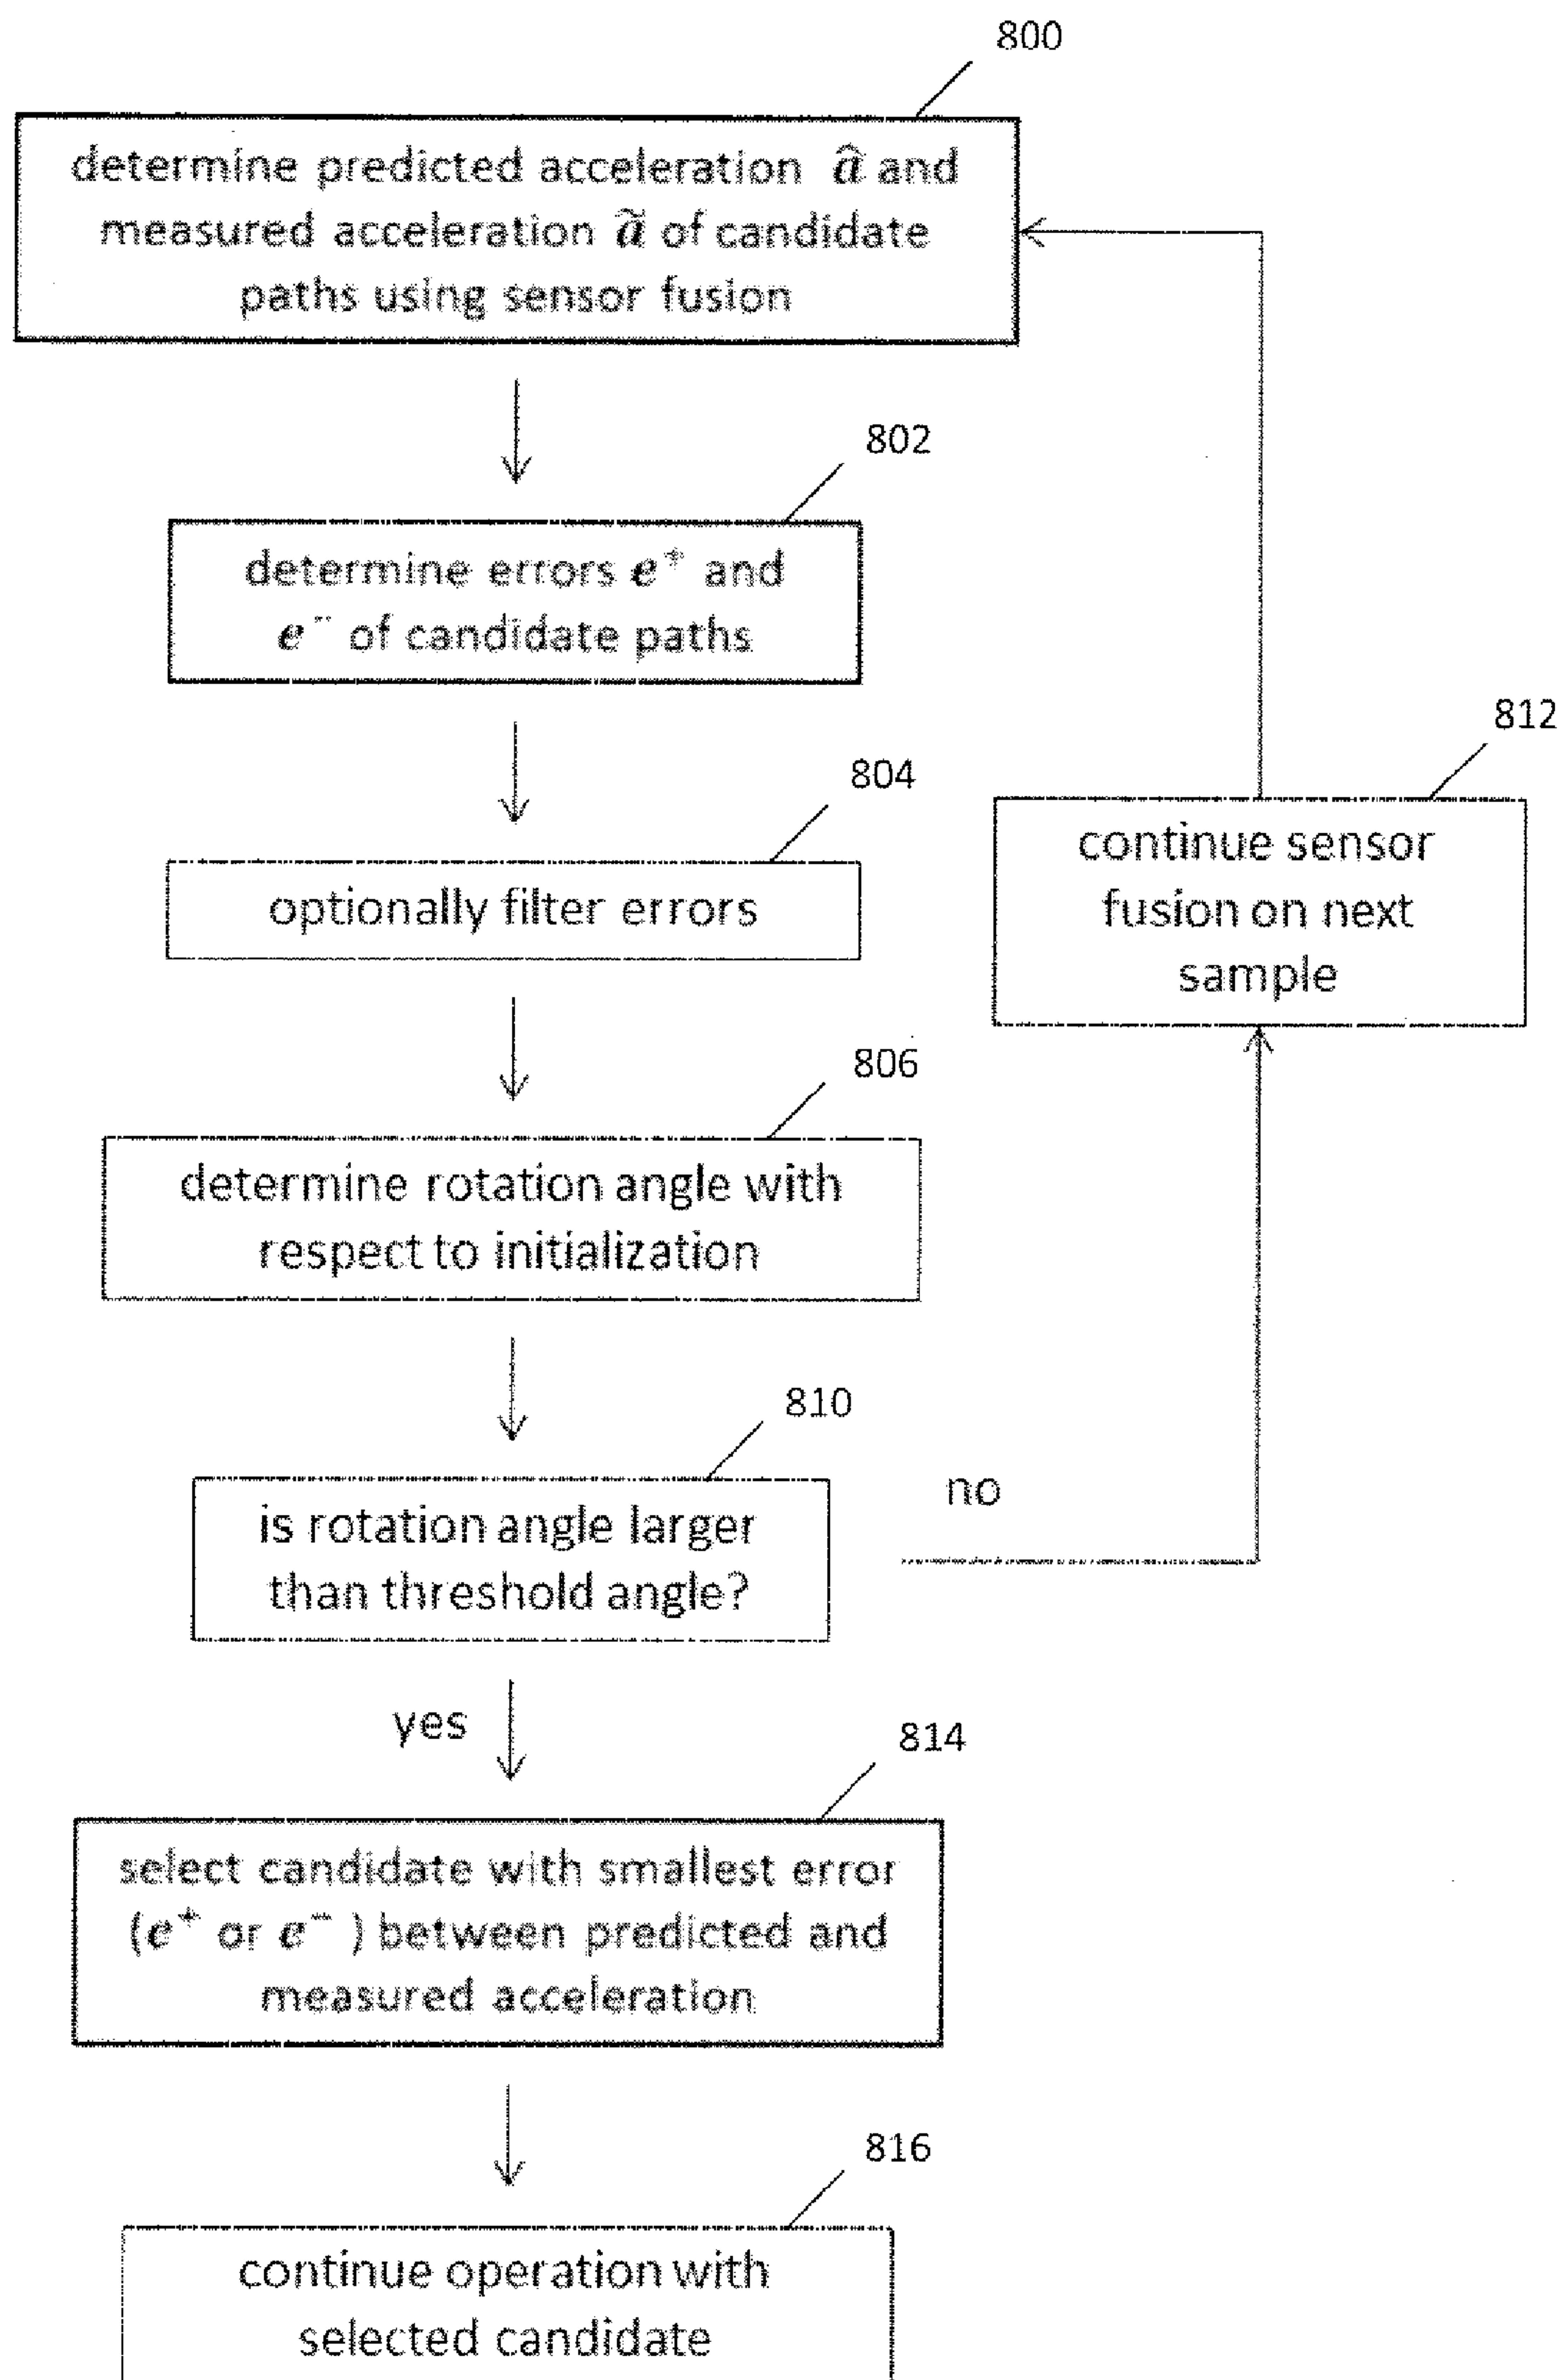 800
determine predicted acceleration â and
measured acceleration ã of candidate
paths using sensor fusion
802
determine errors e⁺ and
e⁻ of candidate paths
804
optionally filter errors
812
continue sensor
fusion on next
sample
806
determine rotation angle with
respect to initialization
810
is rotation angle larger
than threshold angle?
no
yes
814
select candidate with smallest error
(e⁺ or e⁻ ) between predicted and
measured acceleration
816
continue operation with
selected candidate